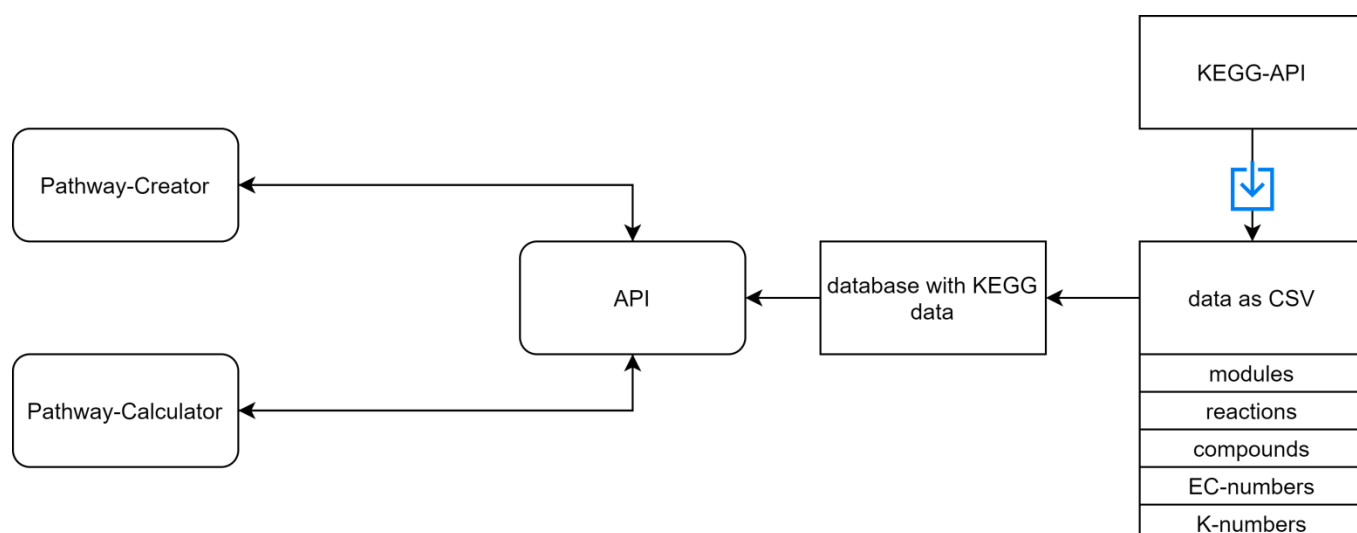 KEGG-API
Pathway-Creator
API
database with KEGG
data
data as CSV
Pathway-Calculator
modules
reactions
compounds
EC-numbers
K-numbers